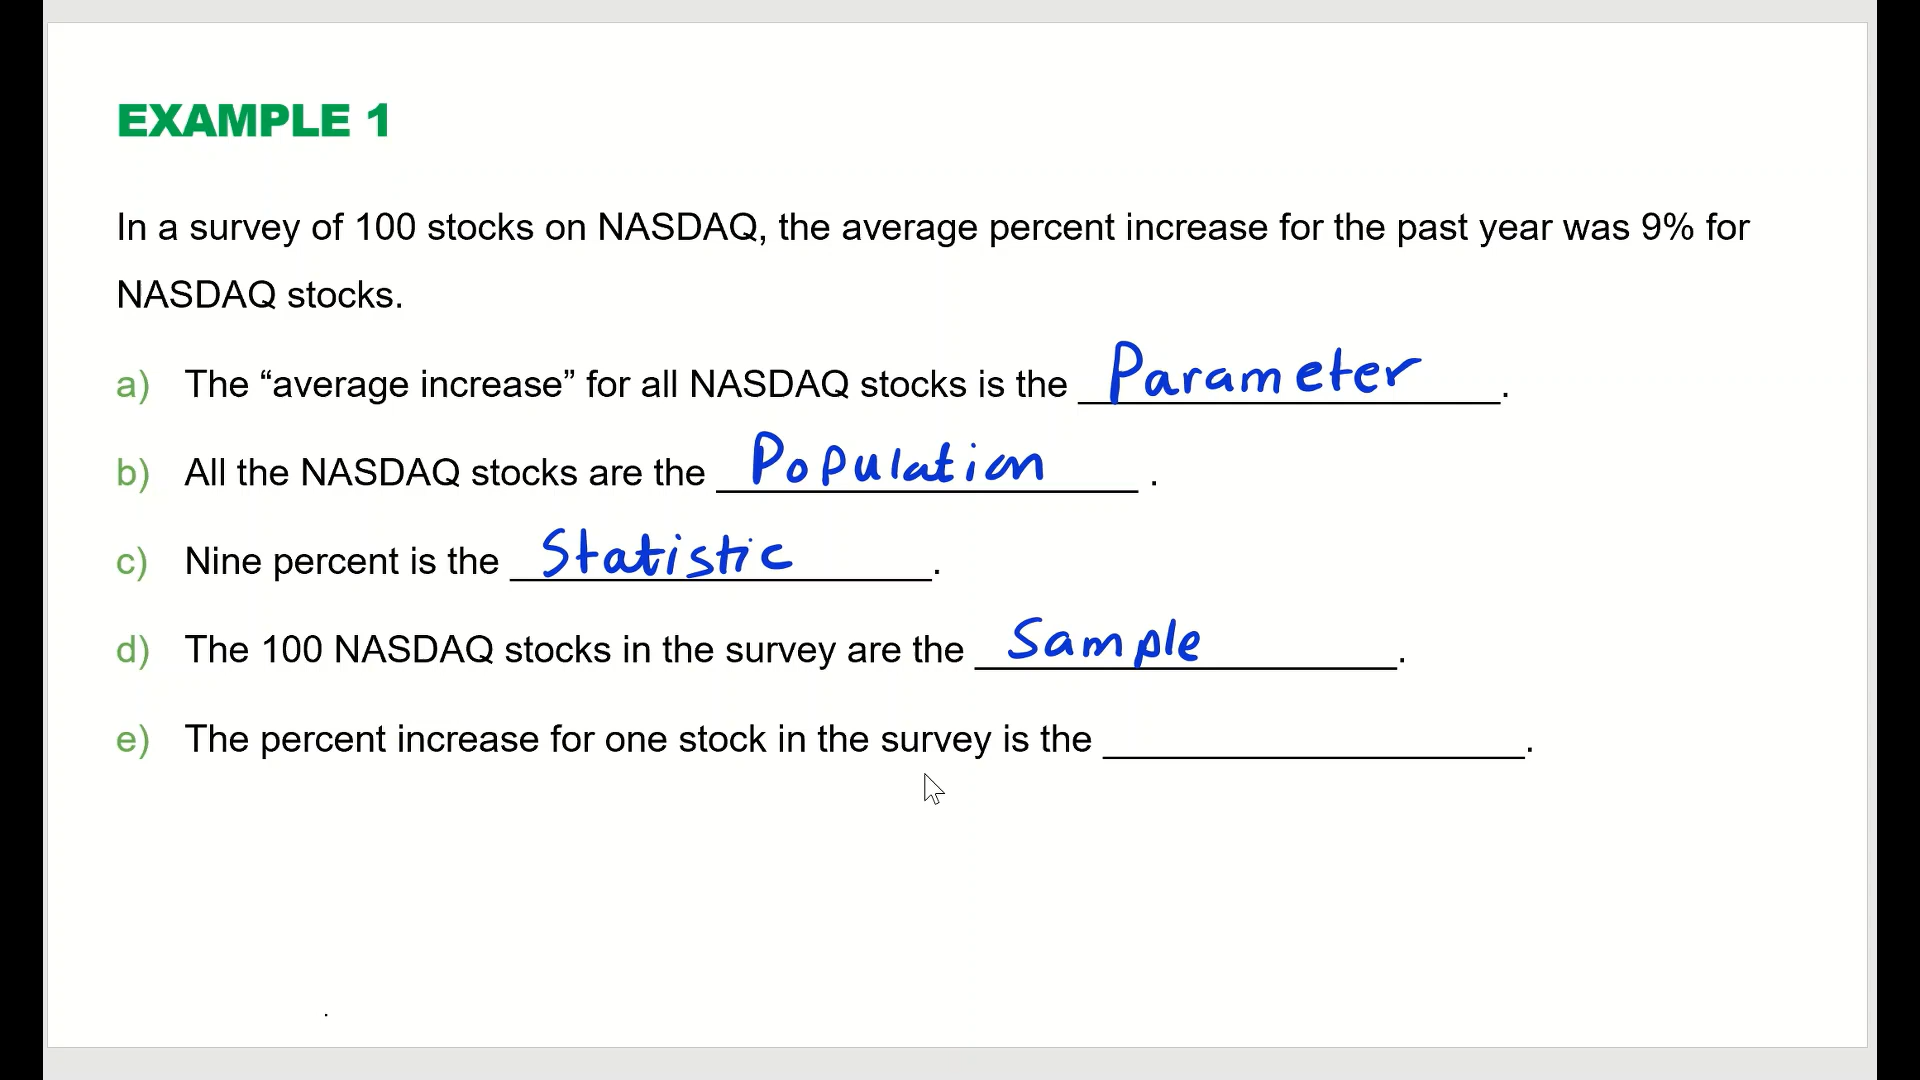 EXAMPLE 1
In a survey of 100 stocks on NASDAQ, the average percent increase for the past year was 9% for
NASDAQ stocks.
a) The “average increase” for all NASDAQ stocks is the Parameter.
b) All the NASDAQ stocks are the Population .
c) Nine percent is the Statistic.
d) The 100 NASDAQ stocks in the survey are the Sample.
e) The percent increase for one stock in the survey is the ____________________.